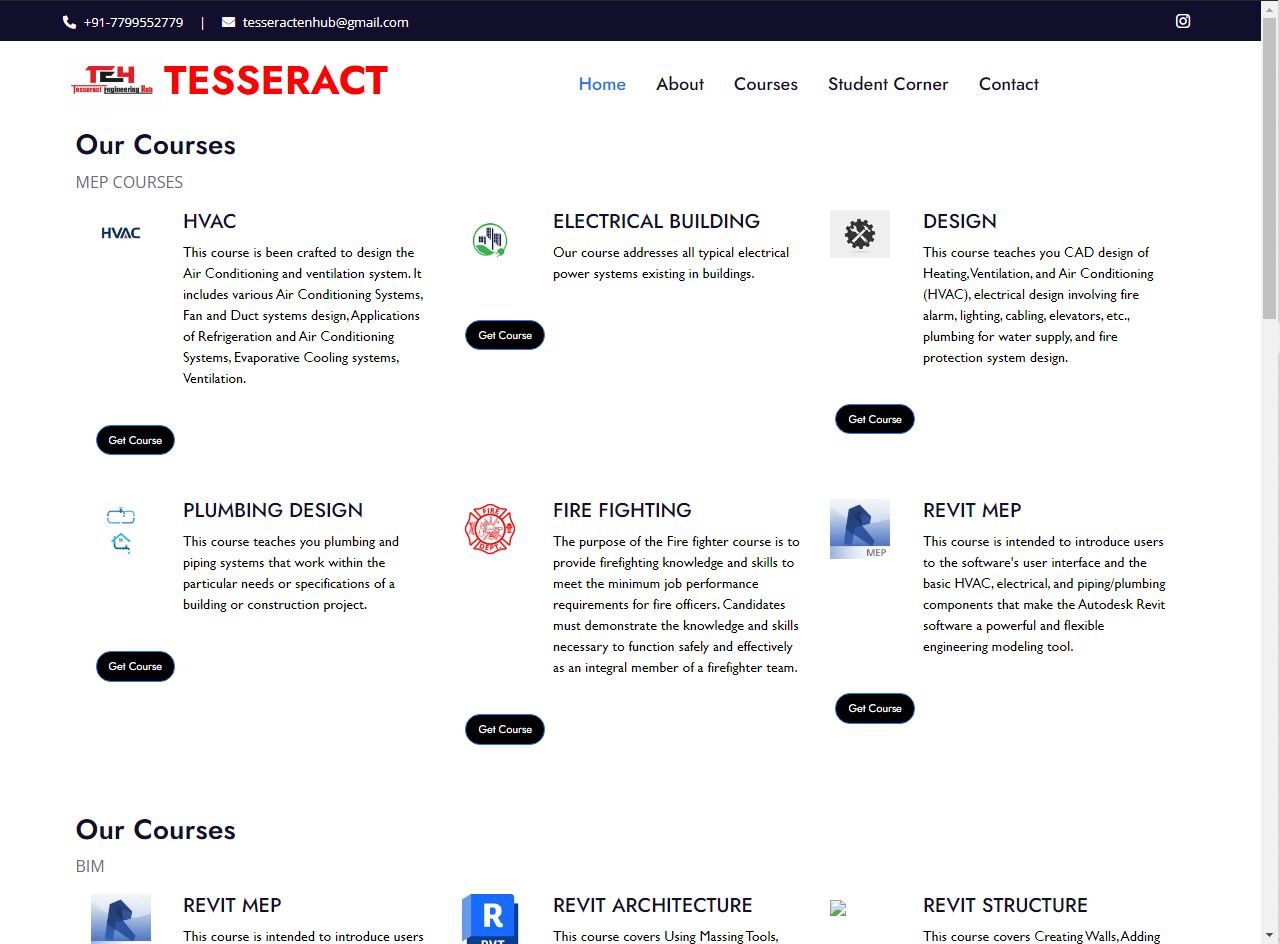 +91-7799552779 | tesseractenhub@gmail.com
TE4
Tesseract Engineering Hub
TESSERACT
Home About Courses Student Corner Contact
Our Courses
MEP COURSES
HVAC
HVAC
This course is been crafted to design the
Air Conditioning and ventilation system. It
includes various Air Conditioning Systems,
Fan and Duct systems design, Applications
of Refrigeration and Air Conditioning
Systems, Evaporative Cooling systems,
Ventilation.
Get Course
ELECTRICAL BUILDING
Our course addresses all typical electrical
power systems existing in buildings.
Get Course
DESIGN
This course teaches you CAD design of
Heating, Ventilation, and Air Conditioning
(HVAC), electrical design involving fire
alarm, lighting, cabling, elevators, etc.,
plumbing for water supply, and fire
protection system design.
Get Course
PLUMBING DESIGN
This course teaches you plumbing and
piping systems that work within the
particular needs or specifications of a
building or construction project.
Get Course
FIRE
DEPT.
FIRE FIGHTING
The purpose of the Fire fighter course is to
provide firefighting knowledge and skills to
meet the minimum job performance
requirements for fire officers. Candidates
must demonstrate the knowledge and skills
necessary to function safely and effectively
as an integral member of a firefighter team.
Get Course
MEP
REVIT MEP
This course is intended to introduce users
to the software's user interface and the
basic HVAC, electrical, and piping/plumbing
components that make the Autodesk Revit
software a powerful and flexible
engineering modeling tool.
Get Course
Our Courses
BIM
REVIT MEP
This course is intended to introduce users
R
RVT
REVIT ARCHITECTURE
This course covers Using Massing Tools,
REVIT STRUCTURE
This course covers Creating Walls, Adding